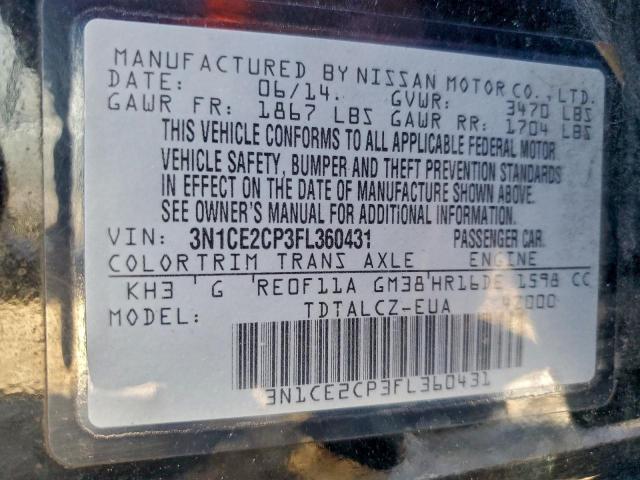 MANUFACTURED BY NISSAN MOTOR CO., LTD.
DATE: 06/14. GVWR: 3470 LBS
GAWR FR: 1867 LBS GAWR RR: 1704 LBS
THIS VEHICLE CONFORMS TO ALL APPLICABLE FEDERAL MOTOR
VEHICLE SAFETY, BUMPER AND THEFT PREVENTION STANDARDS
IN EFFECT ON THE DATE OF MANUFACTURE SHOWN ABOVE.
SEE OWNER'S MANUAL FOR ADDITIONAL INFORMATION.
VIN: 3N1CE2CP3FL360431 PASSENGER CAR.
COLOR TRIM TRANS AXLE ENGINE
KH3 G RE0F11A GM38 HR16DE 1598 CC
MODEL: TDTALCZ-EUA 42000
3N1CE2CP3FL360431